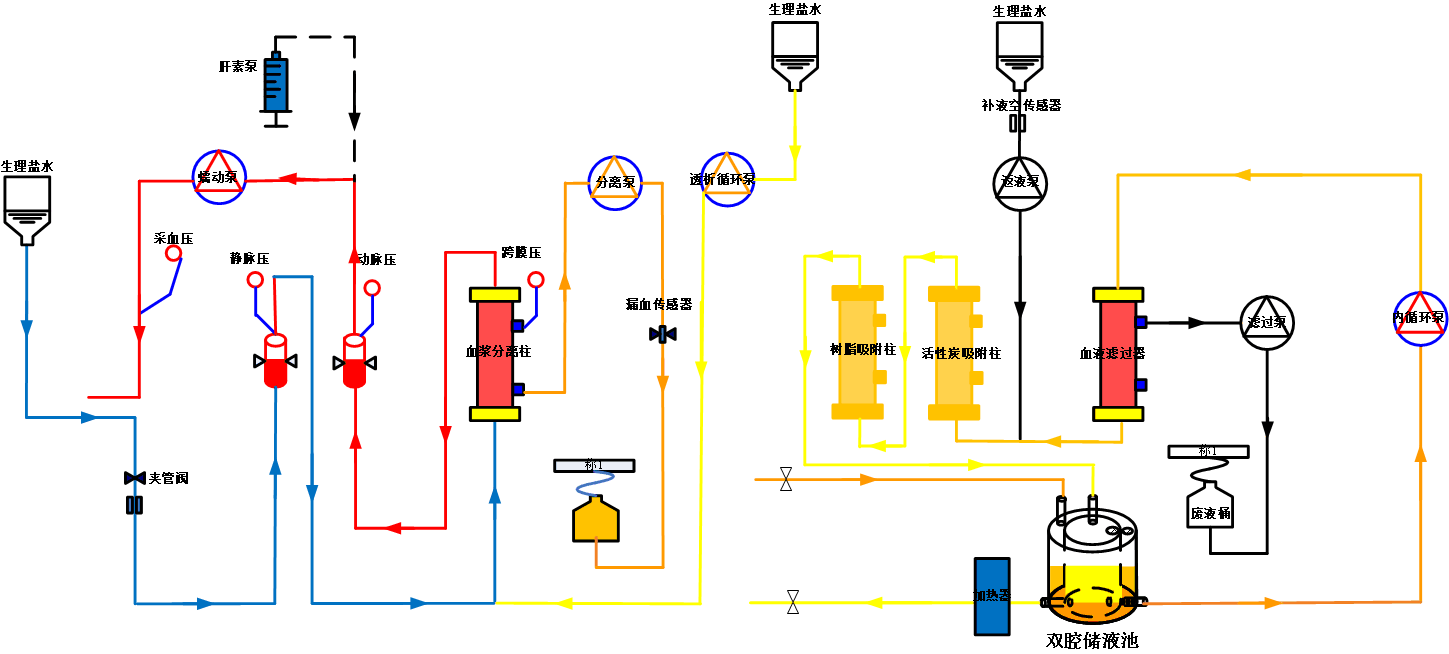 生理盐水
生理盐水
肝素泵
补液空传感器
生理盐水
蠕动泵
分离泵
透析循环泵
返液泵
采血压
静脉压
动脉压
跨膜压
漏血传感器
内循环泵
滤过泵
血浆分离柱
树脂吸附柱
活性炭吸附柱
血液滤过器
称1
称1
夹管阀
废液桶
加热器
双腔储液池